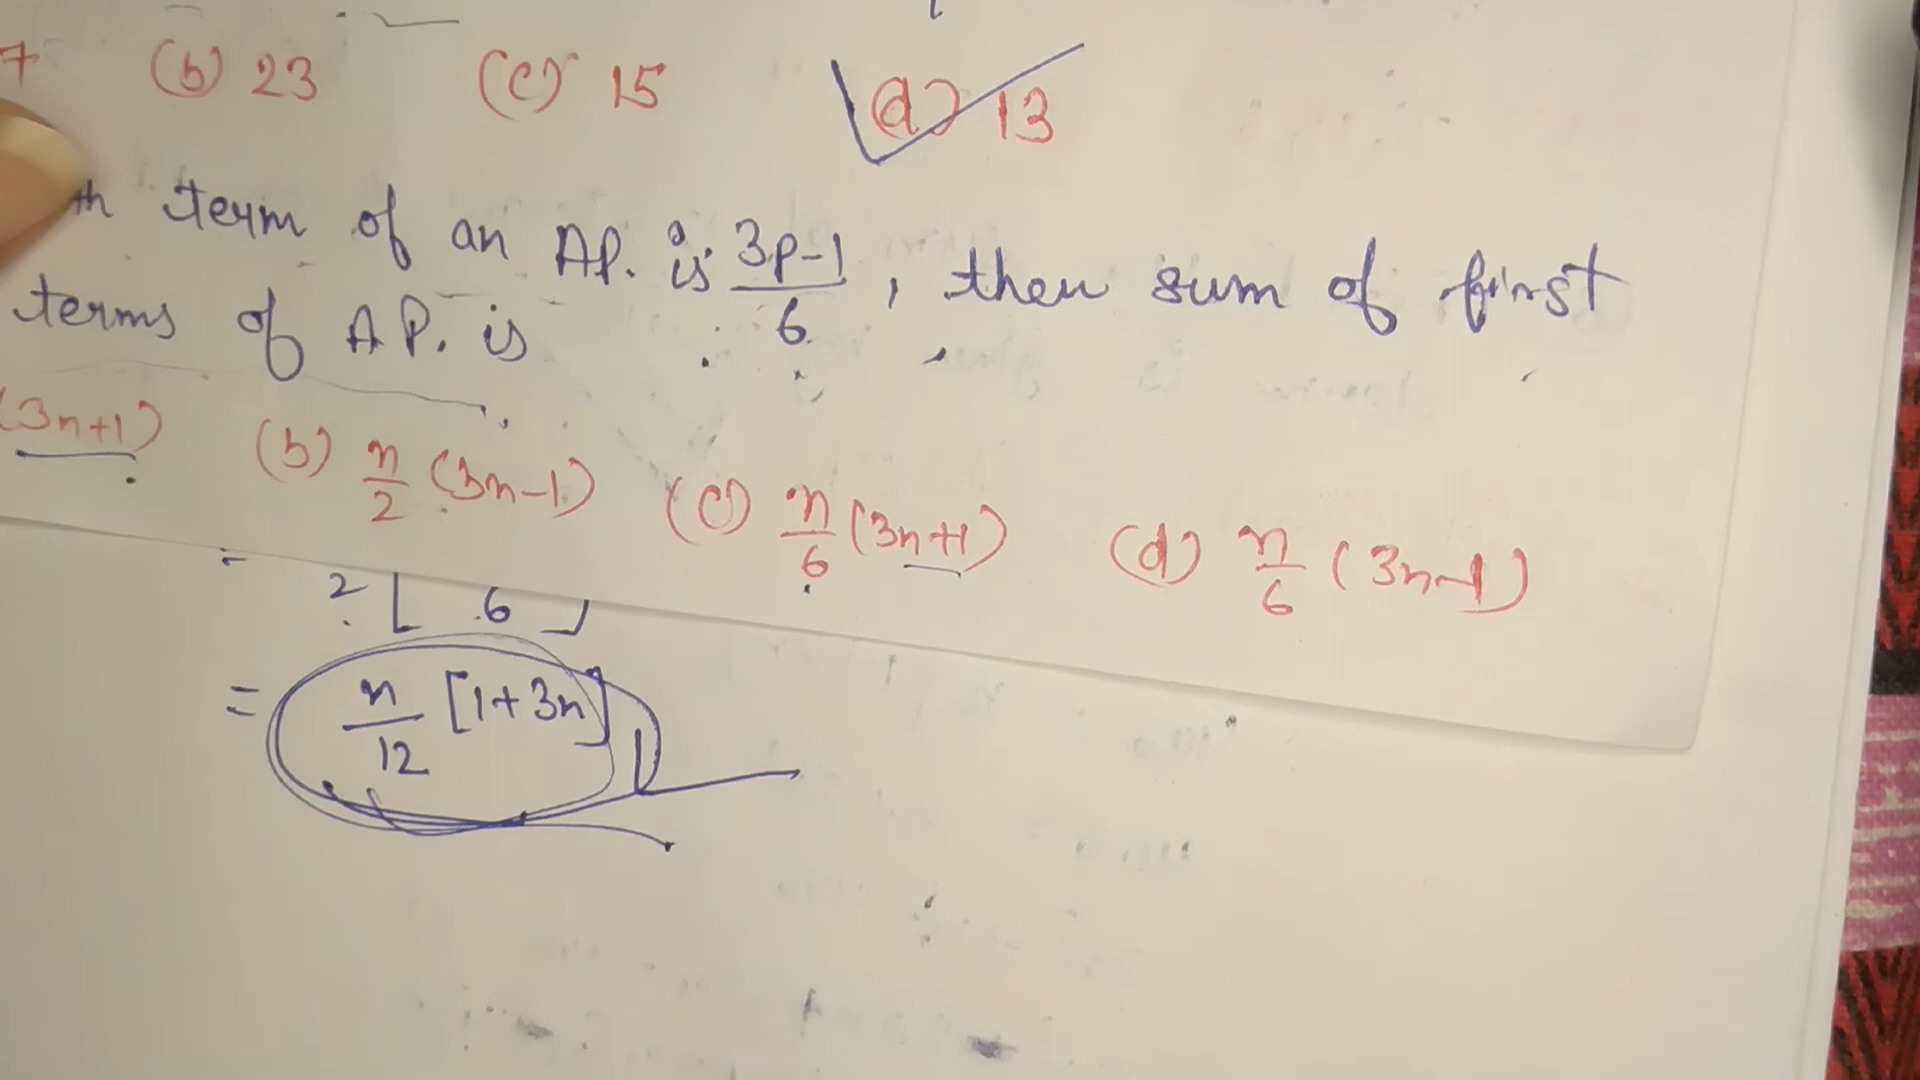 7 (b) 23 (c) 15 (d) 13
th term of an AP. is 3p-1/6, then sum of first
terms of AP. is
(3n+1) (b) n/2 (3n-1) (c) n/6 (3n+1) (d) n/6 (3n-1)
= 2 [ 6 ]
= n/12 [1+3n]